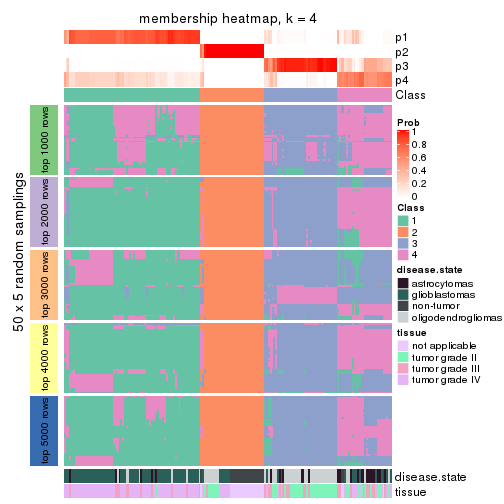 membership heatmap, k = 4
p1
p2
p3
p4
Class
50 x 5 random samplings
top 1000 rows
top 2000 rows
top 3000 rows
top 4000 rows
top 5000 rows
disease.state
tissue
Prob
1
0.8
0.6
0.4
0.2
0
Class
1
2
3
4
disease.state
astrocytomas
glioblastomas
non-tumor
oligodendrogliomas
tissue
not applicable
tumor grade II
tumor grade III
tumor grade IV